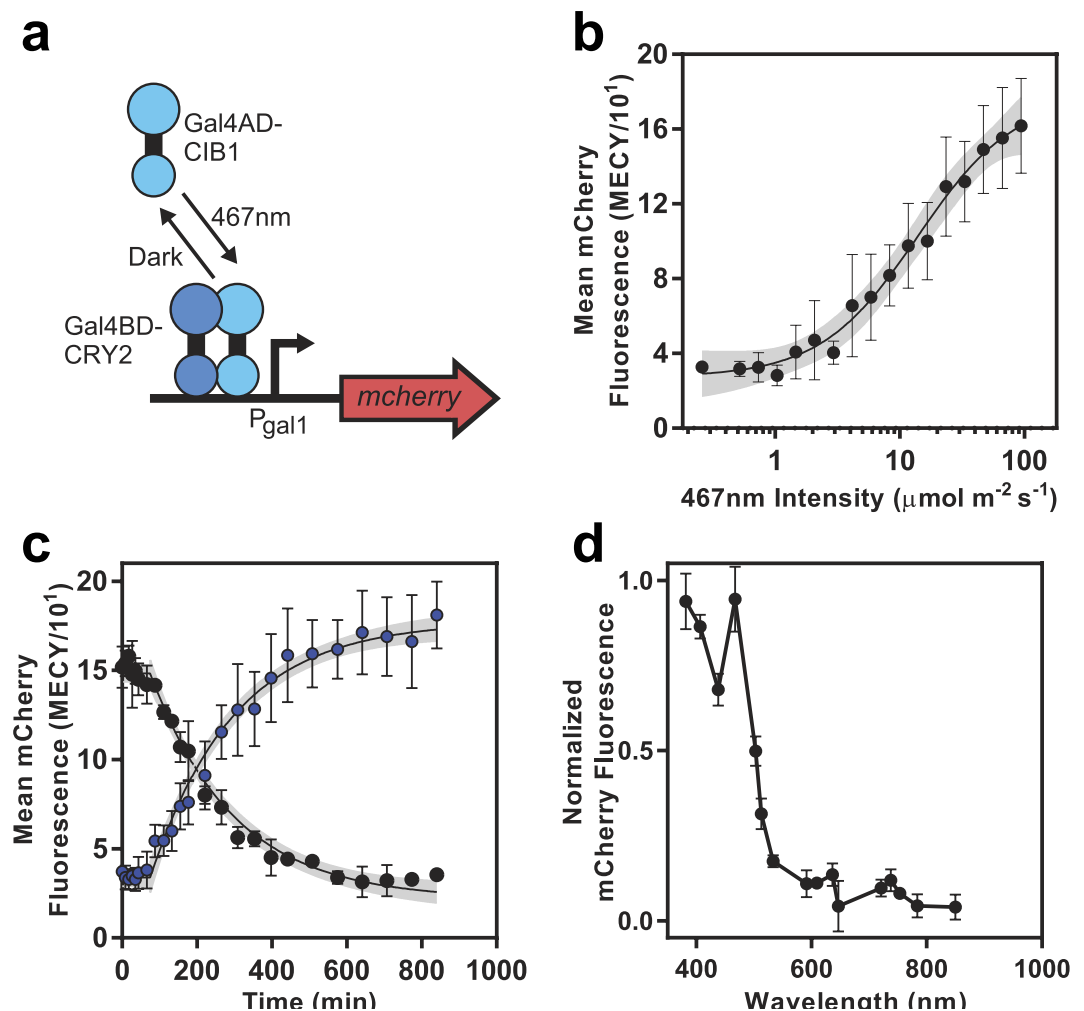 a
Gal4AD-
CIB1
467nm
Dark
Gal4BD-
CRY2
Pgal1
mcherry
b
Mean mCherry
Fluorescence (MECY/10¹)
20
16
12
8
4
0
1 10 100
467nm Intensity (μmol m⁻² s⁻¹)
c
Mean mCherry
Fluorescence (MECY/10¹)
20
15
10
5
0
0 200 400 600 800 1000
Time (min)
d
Normalized
mCherry Fluorescence
1.0
0.5
0.0
400 600 800 1000
Wavelength (nm)